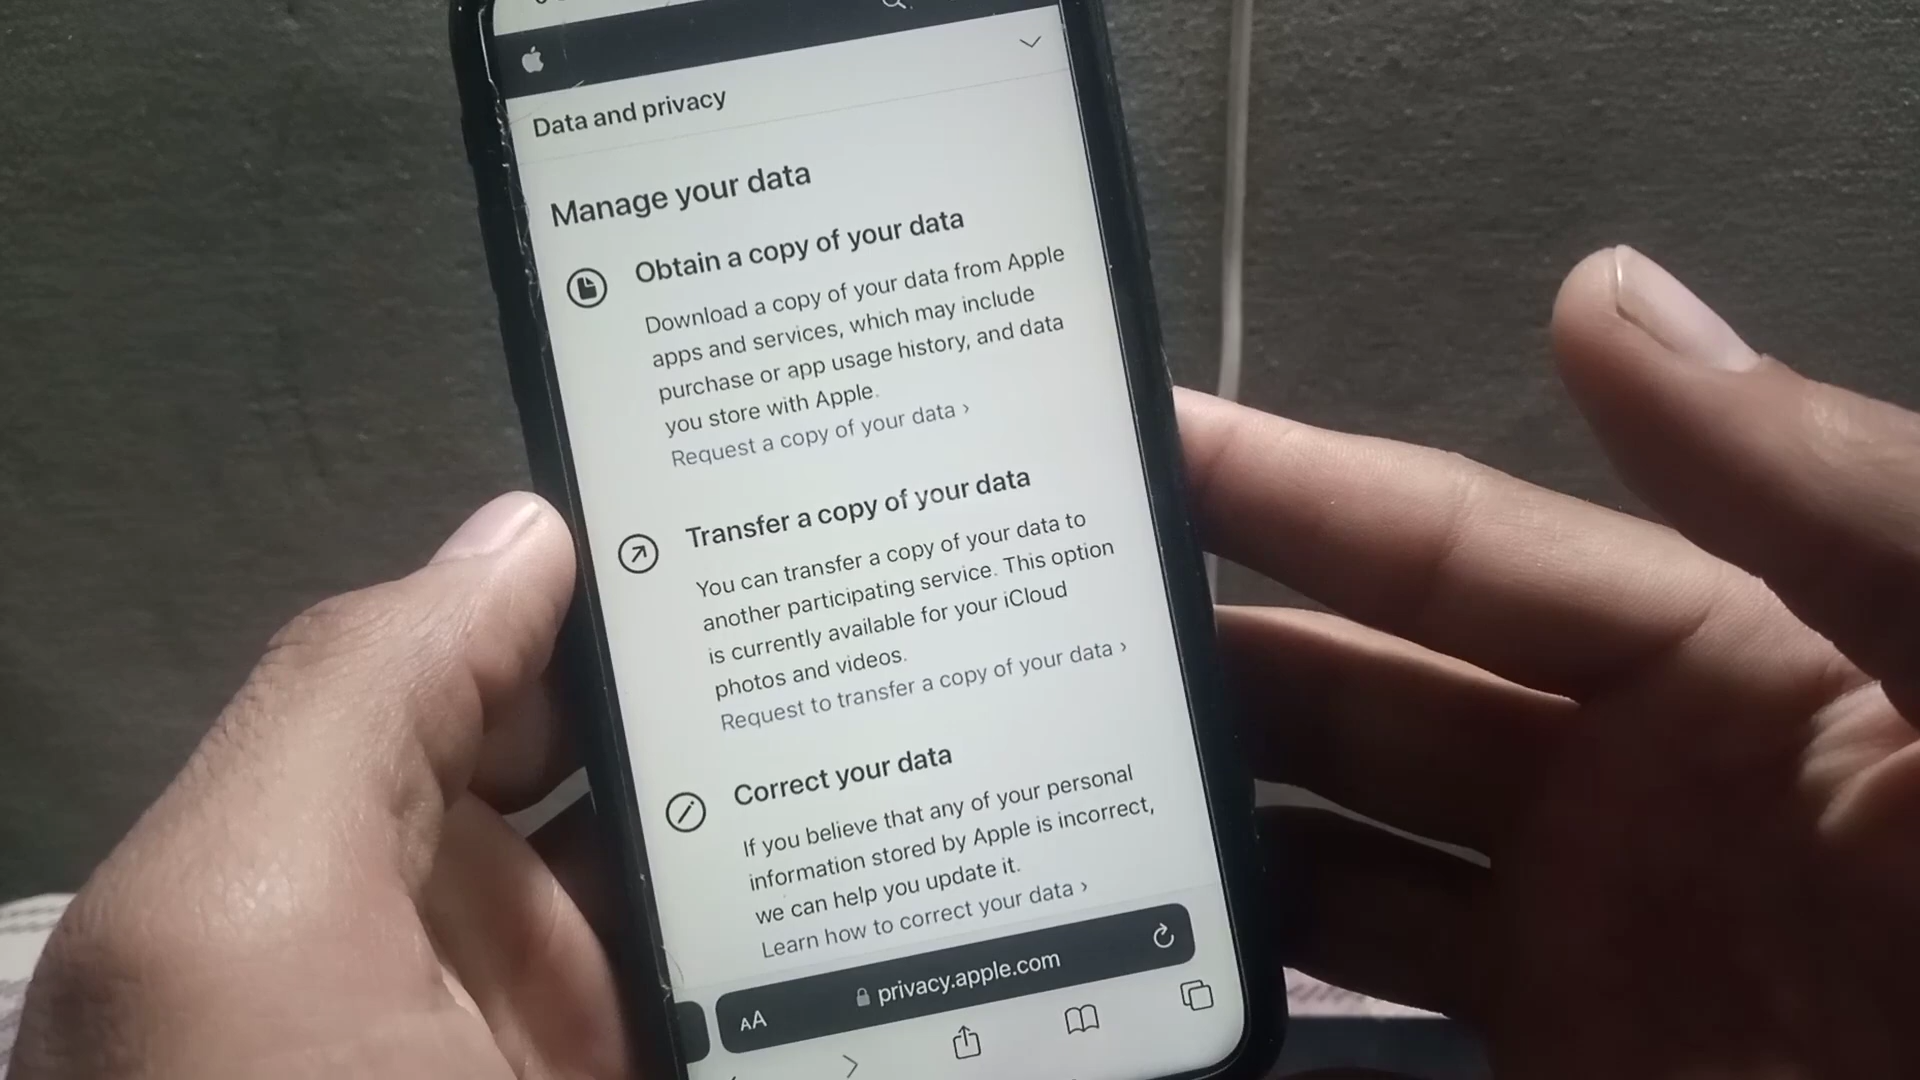 Data and privacy
Manage your data
Obtain a copy of your data
Download a copy of your data from Apple
apps and services, which may include
purchase or app usage history, and data
you store with Apple.
Request a copy of your data ›
Transfer a copy of your data
You can transfer a copy of your data to
another participating service. This option
is currently available for your iCloud
photos and videos.
Request to transfer a copy of your data ›
Correct your data
If you believe that any of your personal
information stored by Apple is incorrect,
we can help you update it.
Learn how to correct your data ›
AA privacy.apple.com